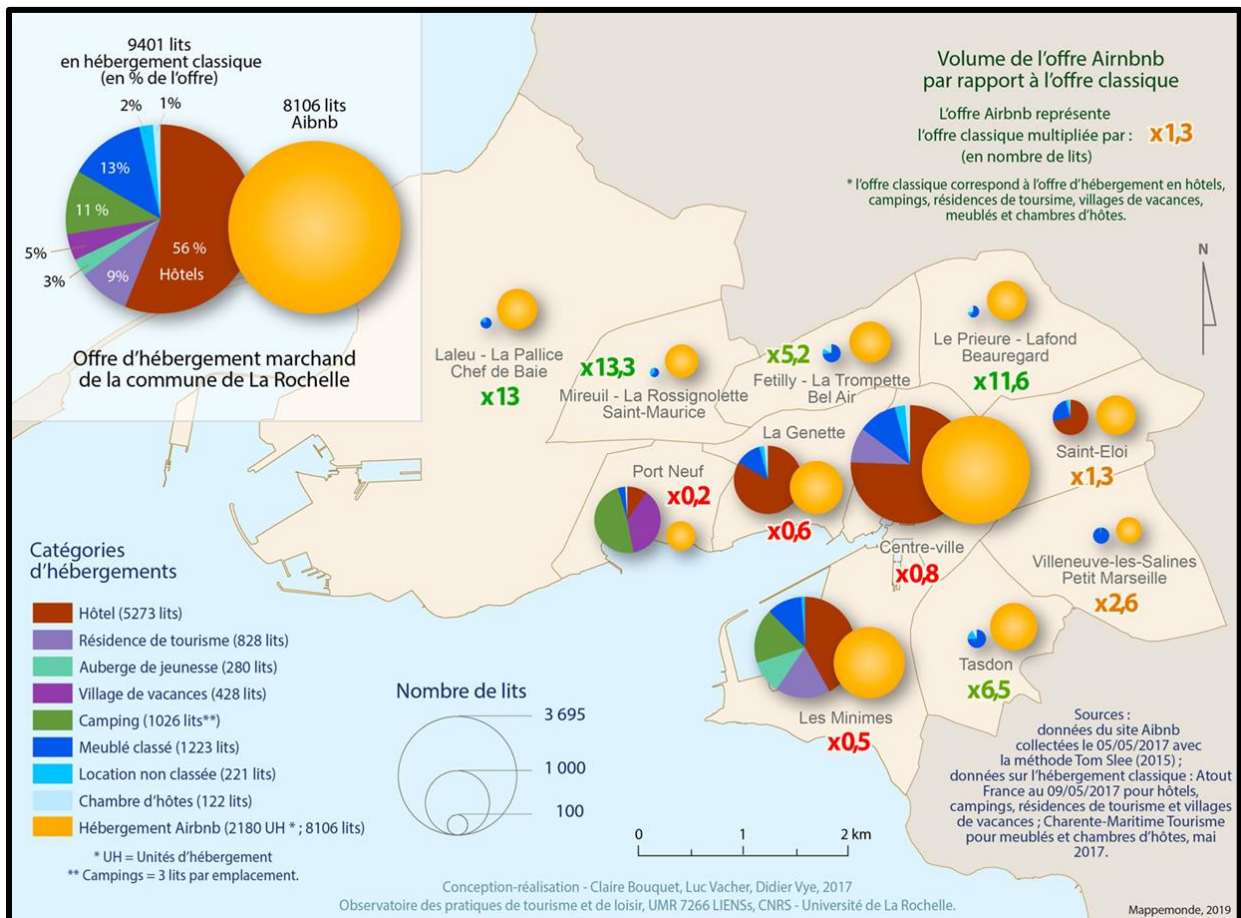 9401 lits
en hébergement classique
(en % de l'offre)
2%
1%
13%
11 %
5%
3%
9%
56 %
Hôtels
8106 lits
Aibnb
Offre d'hébergement marchand
de la commune de La Rochelle
Volume de l'offre Airnbnb
par rapport à l'offre classique
L'offre Airbnb représente
l'offre classique multipliée par : x1,3
(en nombre de lits)
* l'offre classique correspond à l'offre d'hébergement en hôtels,
campings, résidences de toursime, villages de vacances,
meublés et chambres d'hôtes.
N
Laleu - La Pallice
Chef de Baie
x13
x13,3
Mireuil - La Rossignolette
Saint-Maurice
x5,2
Fetilly - La Trompette
Bel Air
Le Prieure - Lafond
Beauregard
x11,6
La Genette
x0,6
Port Neuf
x0,2
Centre-ville
x0,8
Saint-Eloi
x1,3
Villeneuve-les-Salines
Petit Marseille
x2,6
Tasdon
x6,5
Les Minimes
x0,5
Catégories
d'hébergements
Hôtel (5273 lits)
Résidence de tourisme (828 lits)
Auberge de jeunesse (280 lits)
Village de vacances (428 lits)
Camping (1026 lits**)
Meublé classé (1223 lits)
Location non classée (221 lits)
Chambre d'hôtes (122 lits)
Hébergement Airbnb (2180 UH * ; 8106 lits)
* UH = Unités d'hébergement
** Campings = 3 lits par emplacement.
Nombre de lits
3 695
1 000
100
0 1 2 km
Sources :
données du site Aibnb
collectées le 05/05/2017 avec
la méthode Tom Slee (2015) ;
données sur l'hébergement classique : Atout
France au 09/05/2017 pour hôtels,
campings, résidences de tourisme et villages
de vacances ; Charente-Maritime Tourisme
pour meublés et chambres d'hôtes, mai
2017.
Conception-réalisation - Claire Bouquet, Luc Vacher, Didier Vye, 2017
Observatoire des pratiques de tourisme et de loisir, UMR 7266 LIENSs, CNRS - Université de La Rochelle.
Mappemonde, 2019